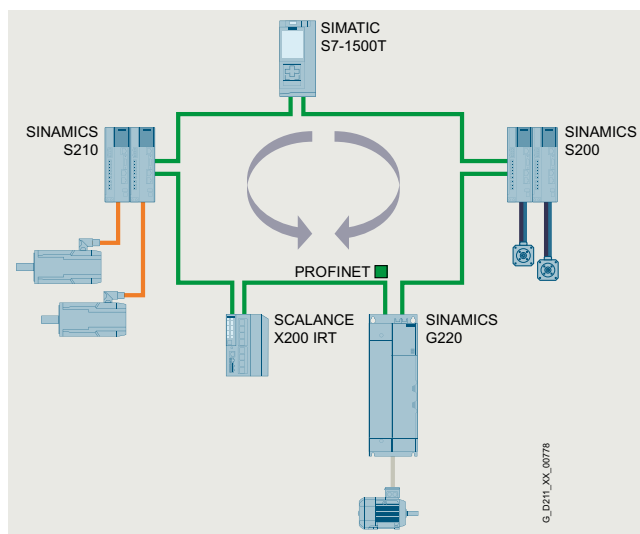 SIMATIC
S7-1500T
SINAMICS
S210
SINAMICS
S200
PROFINET
SCALANCE
X200 IRT
SINAMICS
G220
G_D211_XX_00778